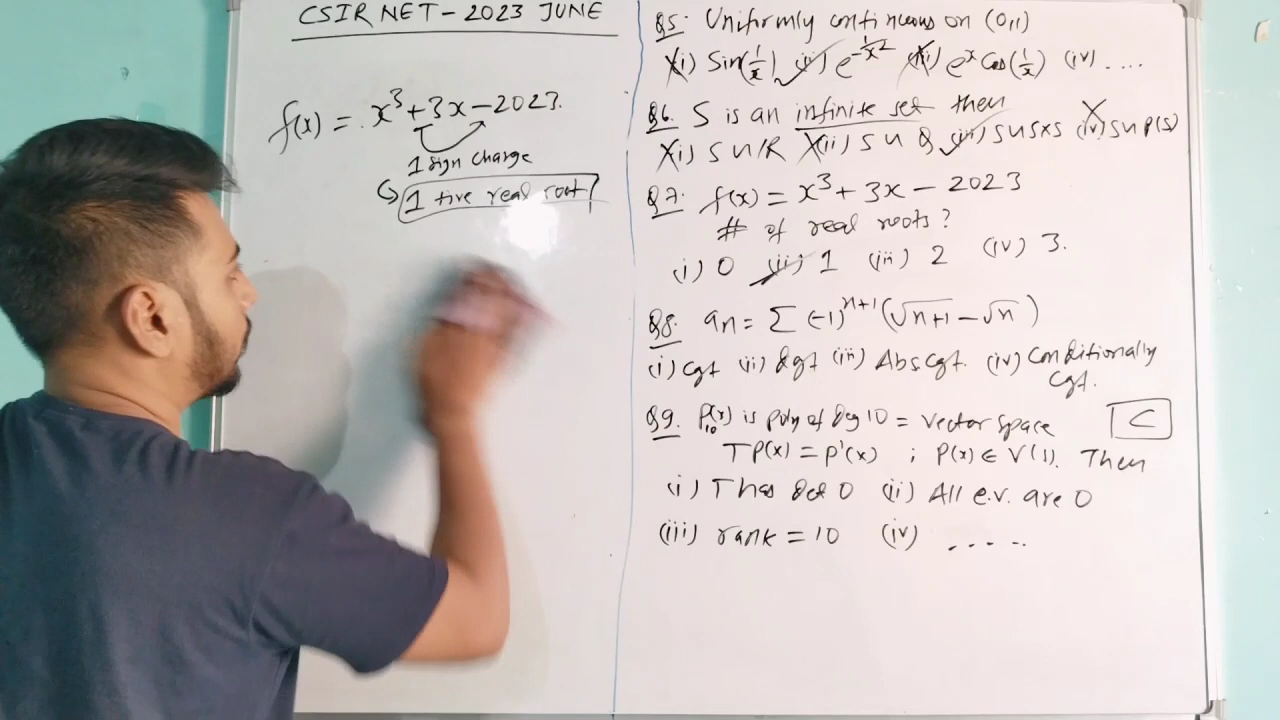 CSIR NET - 2023 JUNE
f(x) = x³ + 3x - 2023.
1 sign change
1 +ive real root
Q5: Uniformly continuous on (0,1)
(i) Sin(1/x) (ii) e^(-1/x²) (iii) e^x Cos(1/x) (iv) ....
Q6. S is an infinite set then
(i) S ∪ IR (ii) S ∪ Q (iii) S ∪ S×S (iv) S ∪ P(S)
Q7. f(x) = x³ + 3x - 2023
# of real roots?
(i) 0 (ii) 1 (iii) 2 (iv) 3.
Q8. an = Σ (-1)^(n+1) (√n+1 - √n)
(i) Cgt (ii) dgt (iii) Abs Cgt. (iv) Conditionally
Cgt.
Q9. P10(x) is poly of deg 10 = Vector space
C
T P(x) = P'(x) ; P(x) ∈ V(s). Then
(i) T has det 0 (ii) All e.v. are 0
(iii) rank = 10 (iv) .....